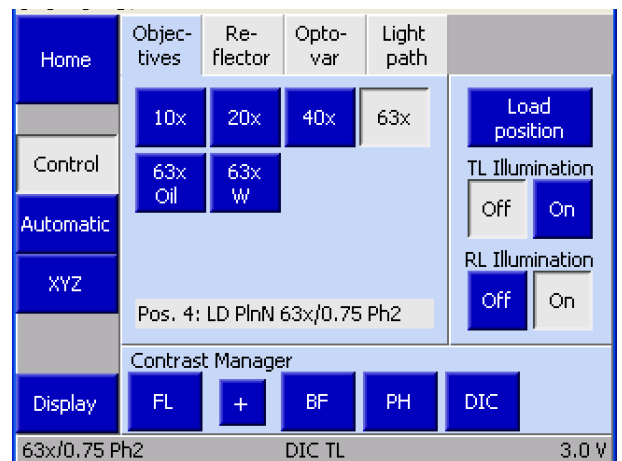 Home
Control
Automatic
XYZ
Display
Objec-
tives
Re-
flector
Opto-
var
Light
path
10x
20x
40x
63x
63x
Oil
63x
W
Pos. 4: LD PlnN 63x/0.75 Ph2
Load
position
TL Illumination
Off
On
RL Illumination
Off
On
Contrast Manager
FL
+
BF
PH
DIC
63x/0.75 Ph2
DIC TL
3.0 V